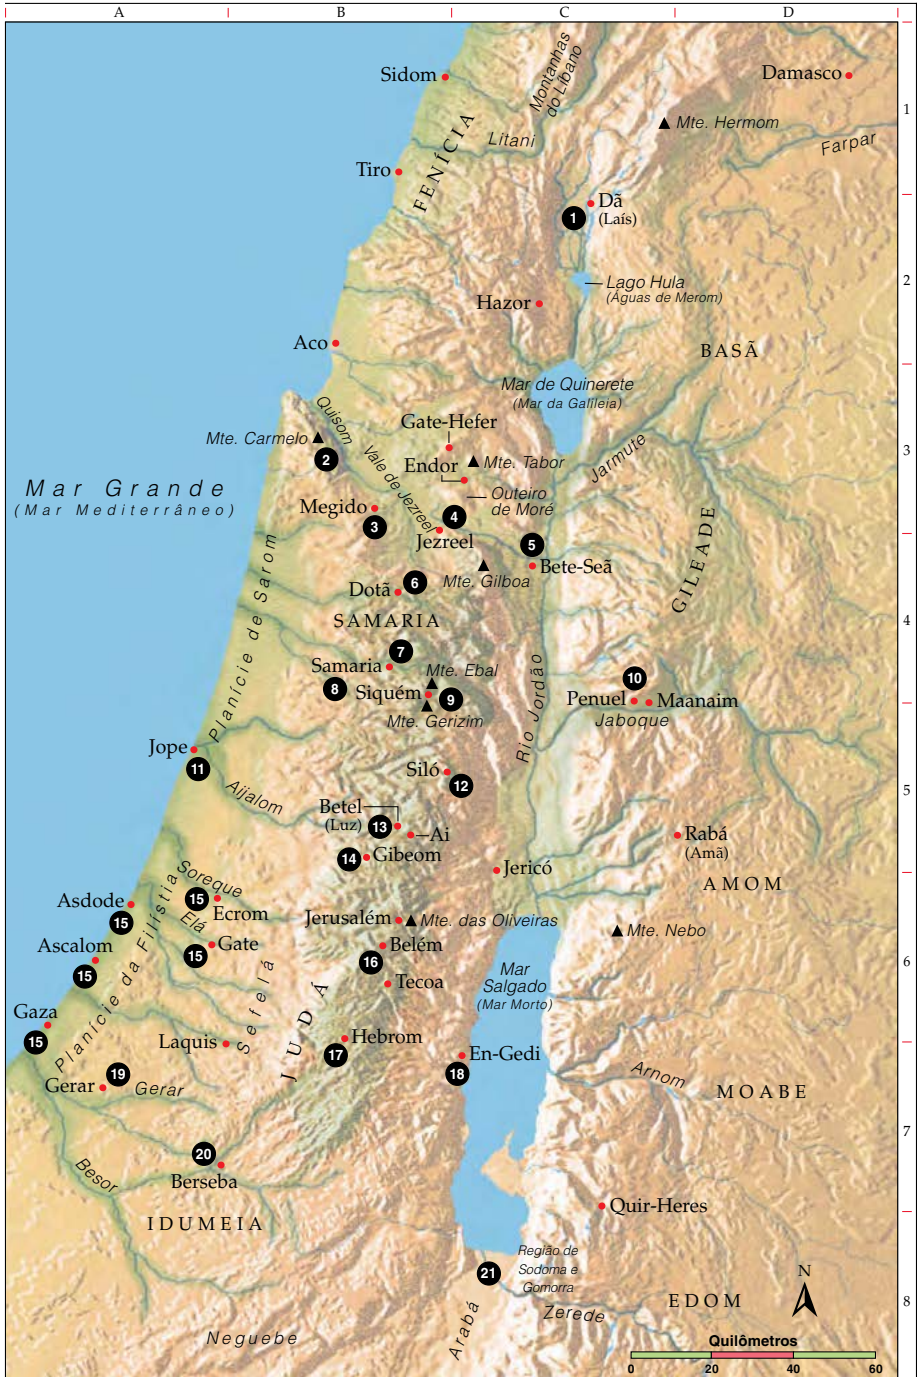 A
B
C
D
Sidom
Montanhas
do Líbano
Damasco
1
Mte. Hermom
Litani
Farpar
FENÍCIA
Tiro
1
Dã
(Laís)
2
Lago Hula
(Águas de Merom)
Hazor
BASÃ
Aco
Mar de Quinerete
(Mar da Galileia)
Quisom
Gate-Hefer
Mte. Carmelo
2
3
Mte. Tabor
Endor
Jarmute
Vale de Jezreel
Mar Grande
(Mar Mediterrâneo)
Outeiro
de Moré
Megido
3
4
Jezreel
5
Bete-Seã
Mte. Gilboa
GILEADE
6
Dotã
4
SAMARIA
Planície de Sarom
7
Samaria
Mte. Ebal
8
Siquém
9
10
Penuel
Maanaim
Mte. Gerizim
Jaboque
Rio Jordão
Jope
11
Siló
12
5
Aijalom
Betel
(Luz)
13
Ai
Rabá
(Amã)
14
Gibeom
Jericó
AMOM
Soreque
Asdode
15
15
Ecrom
Jerusalém
Mte. das Oliveiras
Mte. Nebo
Elá
Ascalom
15
Gate
15
Belém
16
6
Planície da Filístia
Sefelá
Tecoa
Mar
Salgado
(Mar Morto)
JUDÁ
Gaza
15
Laquis
Hebrom
17
En-Gedi
18
19
Gerar
Gerar
Arnom
MOABE
7
20
Berseba
Besor
Quir-Heres
IDUMEIA
Região de
Sodoma e
Gomorra
21
Arabá
Zerede
EDOM
N
8
Neguebe
Quilômetros
0 20 40 60